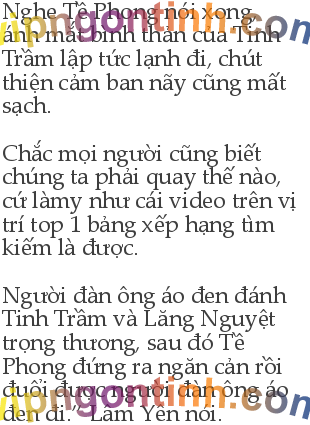 Nghe Tề Phong nói xong,
ánh mắt bình thản của Tinh
Trầm lập tức lạnh đi, chút
thiện cảm ban nãy cũng mất
sạch.
Chắc mọi người cũng biết
chúng ta phải quay thế nào,
cứ làmy như cái video trên vị
trí top 1 bảng xếp hạng tìm
kiếm là được.
Người đàn ông áo đen đánh
Tinh Trầm và Lăng Nguyệt
trọng thương, sau đó Tề
Phong đứng ra ngăn cản rồi
đuổi được người đàn ông áo
đen đi.” Lâm Yên nói.
vipngontinh.com
vipngontinh.com